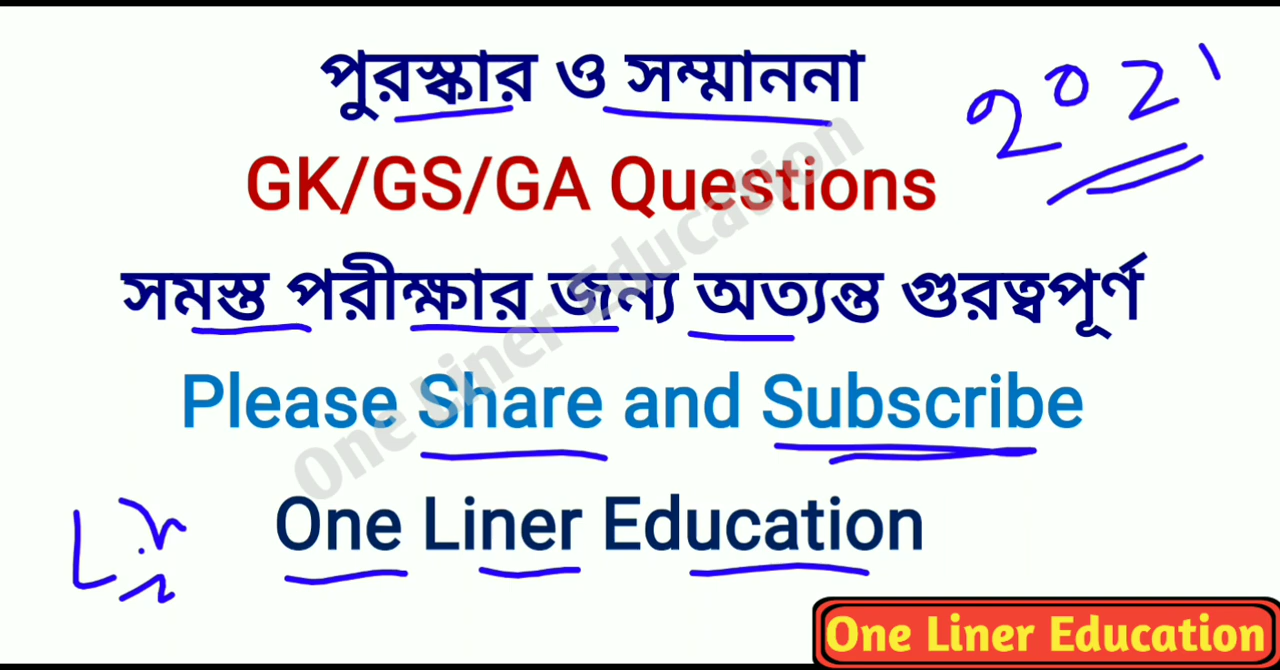 পুরস্কার ও সম্মাননা
2021
GK/GS/GA Questions
সমস্ত পরীক্ষার জন্য অত্যন্ত গুরত্বপূর্ণ
Please Share and Subscribe
One Liner Education
One Liner Education
One Liner Education